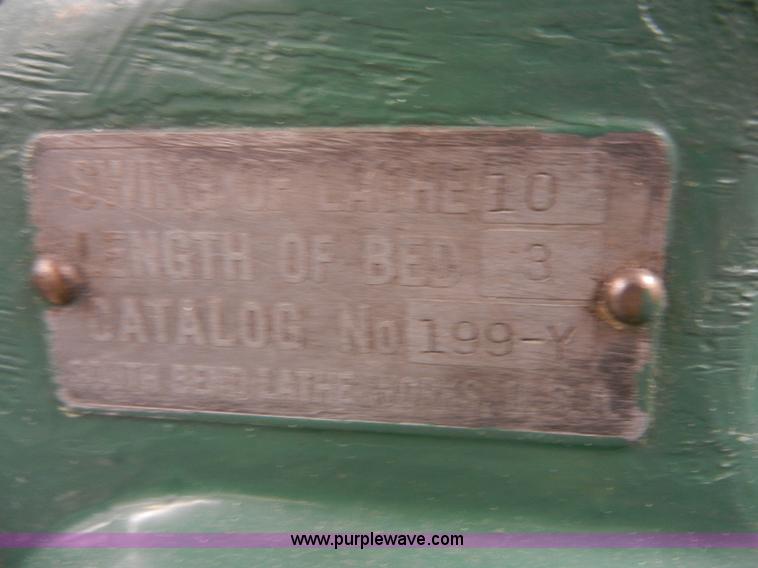 SWING OF LATHE 10
LENGTH OF BED 3
CATALOG No 199-Y
SOUTH BEND LATHE WORKS, U.S.A.
www.purplewave.com